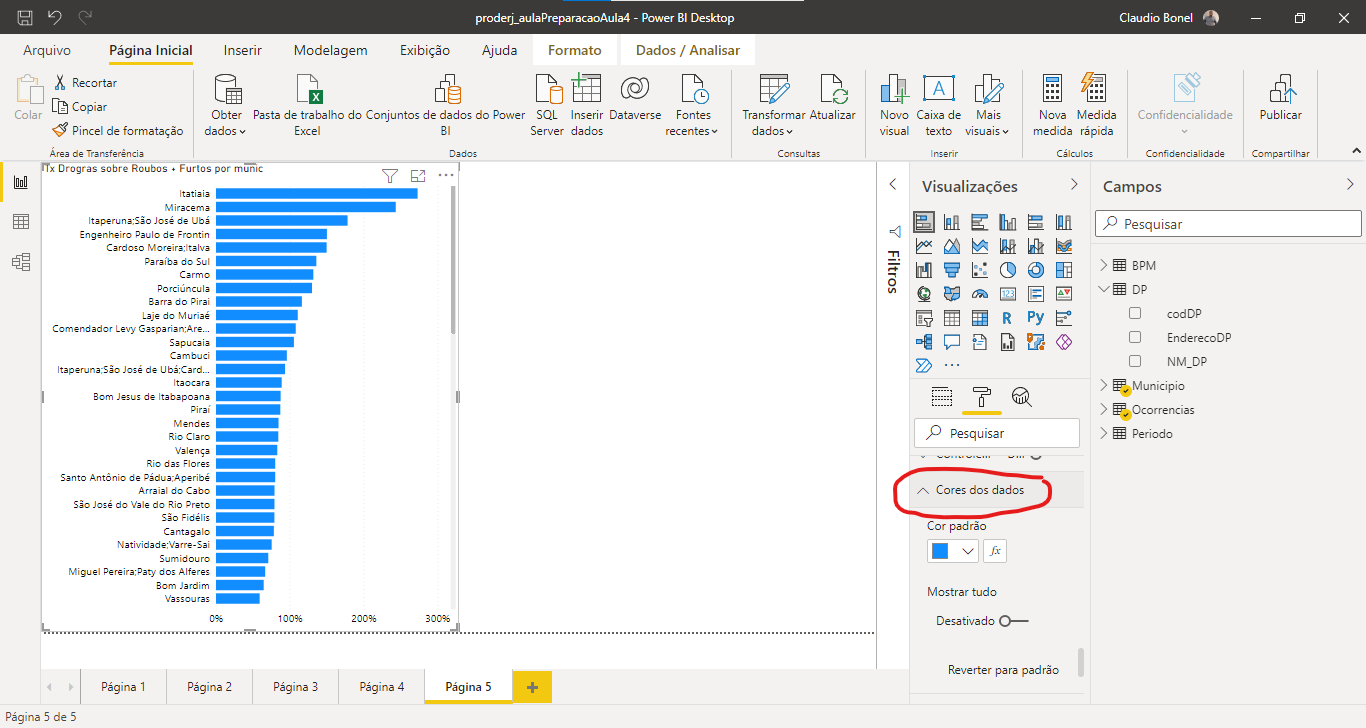 proderj_aulaPreparacaoAula4 - Power BI Desktop
Claudio Bonel
Arquivo
Página Inicial
Inserir
Modelagem
Exibição
Ajuda
Formato
Dados / Analisar
Colar
Recortar
Copiar
Pincel de formatação
Área de Transferência
Obter
dados
Pasta de trabalho do
Excel
Conjuntos de dados do Power
BI
SQL
Server
Inserir
dados
Dataverse
Fontes
recentes
Dados
Transformar
dados
Atualizar
Consultas
Novo
visual
Caixa de
texto
Mais
visuais
Inserir
Nova
medida
Medida
rápida
Cálculos
Confidencialidade
Confidencialidade
Publicar
Compartilhar
Tx Drogras sobre Roubos + Furtos por munic
Itatiaia
Miracema
Itaperuna;São José de Ubá
Engenheiro Paulo de Frontin
Cardoso Moreira;Italva
Paraíba do Sul
Carmo
Porciúncula
Barra do Pirai
Laje do Muriaé
Comendador Levy Gasparian;Are...
Sapucaia
Cambuci
Itaperuna;São José de Ubá;Card...
Itaocara
Bom Jesus de Itabapoana
Piraí
Mendes
Rio Claro
Valença
Rio das Flores
Santo Antônio de Pádua;Aperibé
Arraial do Cabo
São José do Vale do Rio Preto
São Fidélis
Cantagalo
Natividade;Varre-Sai
Sumidouro
Miguel Pereira;Paty dos Alferes
Bom Jardim
Vassouras
0%
100%
200%
300%
Filtros
Visualizações
R
Py
123
Pesquisar
Cores dos dados
Cor padrão
fx
Mostrar tudo
Desativado
Reverter para padrão
Campos
Pesquisar
BPM
DP
codDP
EnderecoDP
NM_DP
Municipio
Ocorrencias
Periodo
Página 1
Página 2
Página 3
Página 4
Página 5
Página 5 de 5